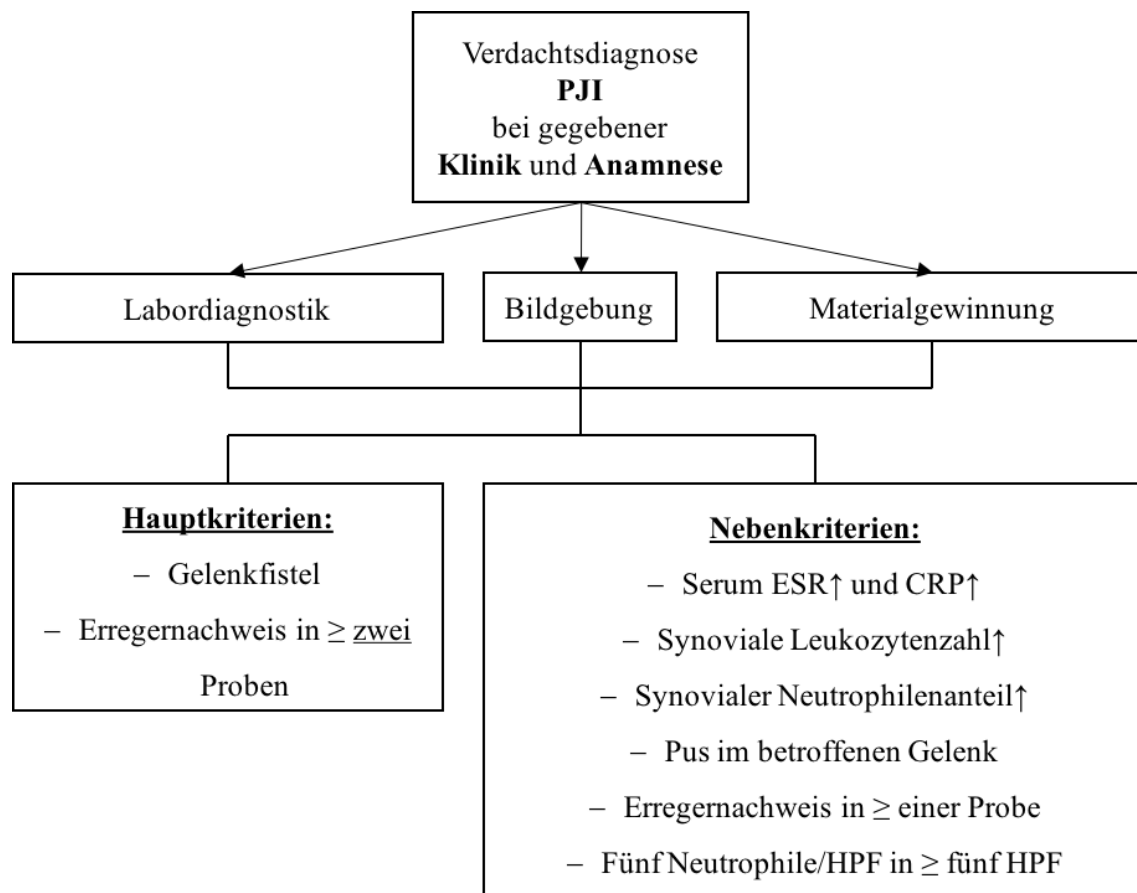 Verdachtsdiagnose
PJI
bei gegebener
Klinik und Anamnese
Labordiagnostik
Bildgebung
Materialgewinnung
Hauptkriterien:
– Gelenkfistel
– Erregernachweis in ≥ zwei
Proben
Nebenkriterien:
– Serum ESR↑ und CRP↑
– Synoviale Leukozytenzahl↑
– Synovialer Neutrophilenanteil↑
– Pus im betroffenen Gelenk
– Erregernachweis in ≥ einer Probe
– Fünf Neutrophile/HPF in ≥ fünf HPF